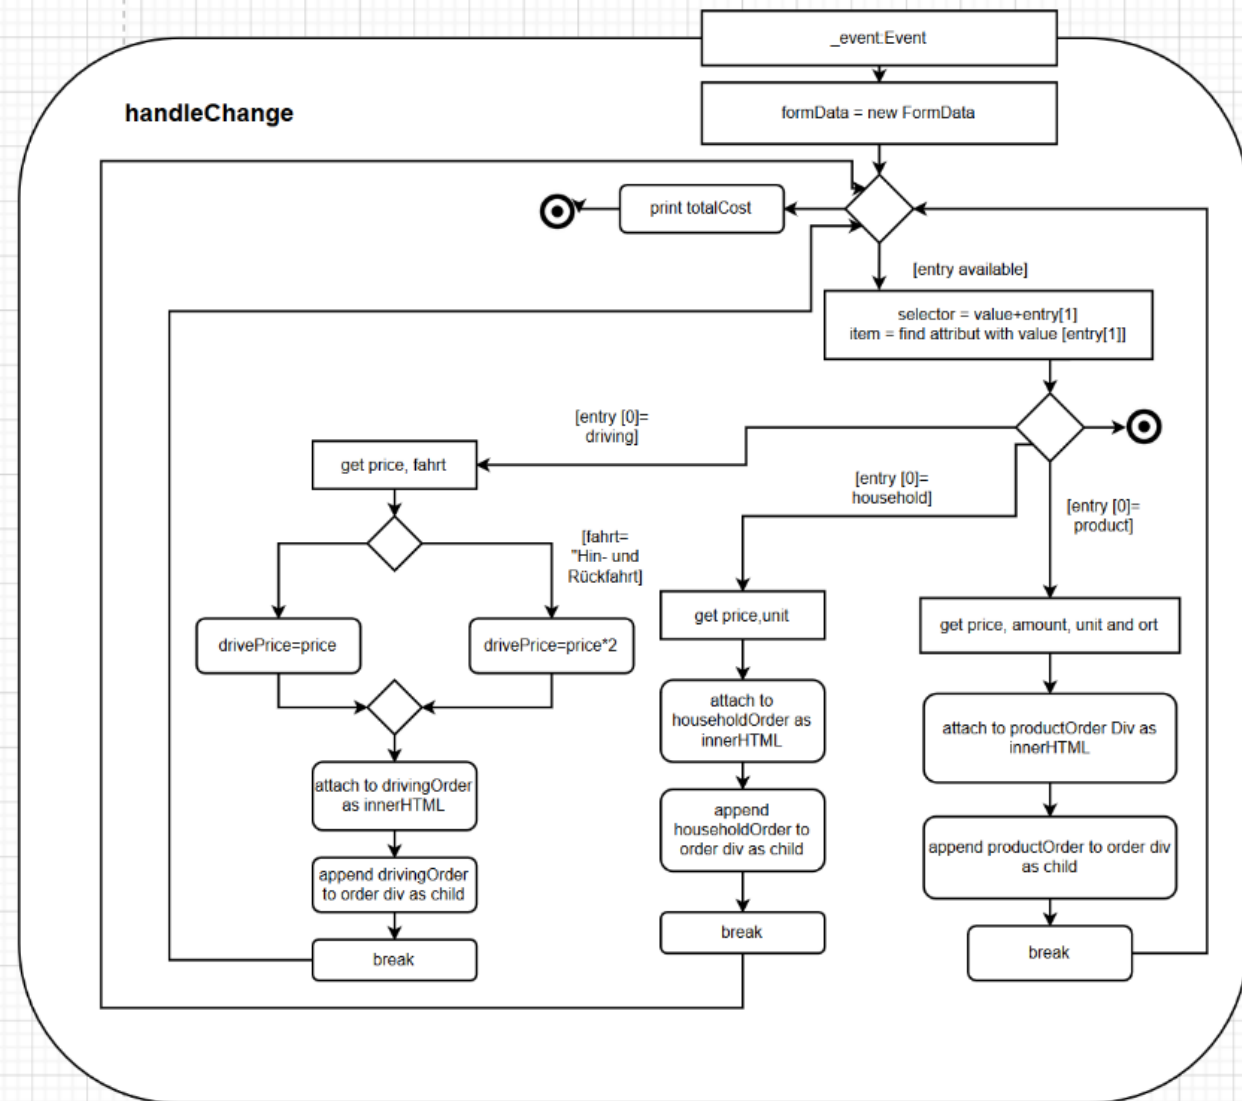 _event:Event
handleChange
formData = new FormData
print totalCost
[entry available]
selector = value+entry[1]
item = find attribut with value [entry[1]]
[entry [0]=
driving]
get price, fahrt
[entry [0]=
household]
[entry [0]=
product]
[fahrt=
"Hin- und
Rückfahrt]
drivePrice=price
drivePrice=price*2
get price,unit
get price, amount, unit and ort
attach to
householdOrder as
innerHTML
attach to productOrder Div as
innerHTML
attach to drivingOrder
as innerHTML
append
householdOrder to
order div as child
append productOrder to order div
as child
append drivingOrder
to order div as child
break
break
break